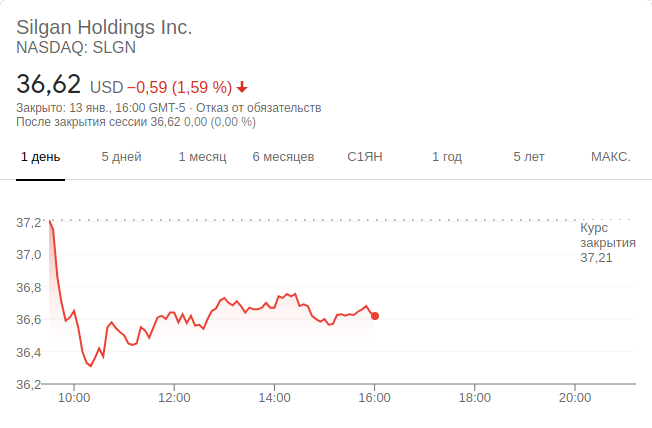 Silgan Holdings Inc.
NASDAQ: SLGN
36,62 USD −0,59 (1,59 %)
Закрыто: 13 янв., 16:00 GMT-5 · Отказ от обязательств
После закрытия сессии 36,62 0,00 (0,00 %)
1 день 5 дней 1 месяц 6 месяцев С1ЯН 1 год 5 лет МАКС.
37,2
Курс
закрытия
37,21
37,0
36,8
36,6
36,4
36,2
10:00 12:00 14:00 16:00 18:00 20:00